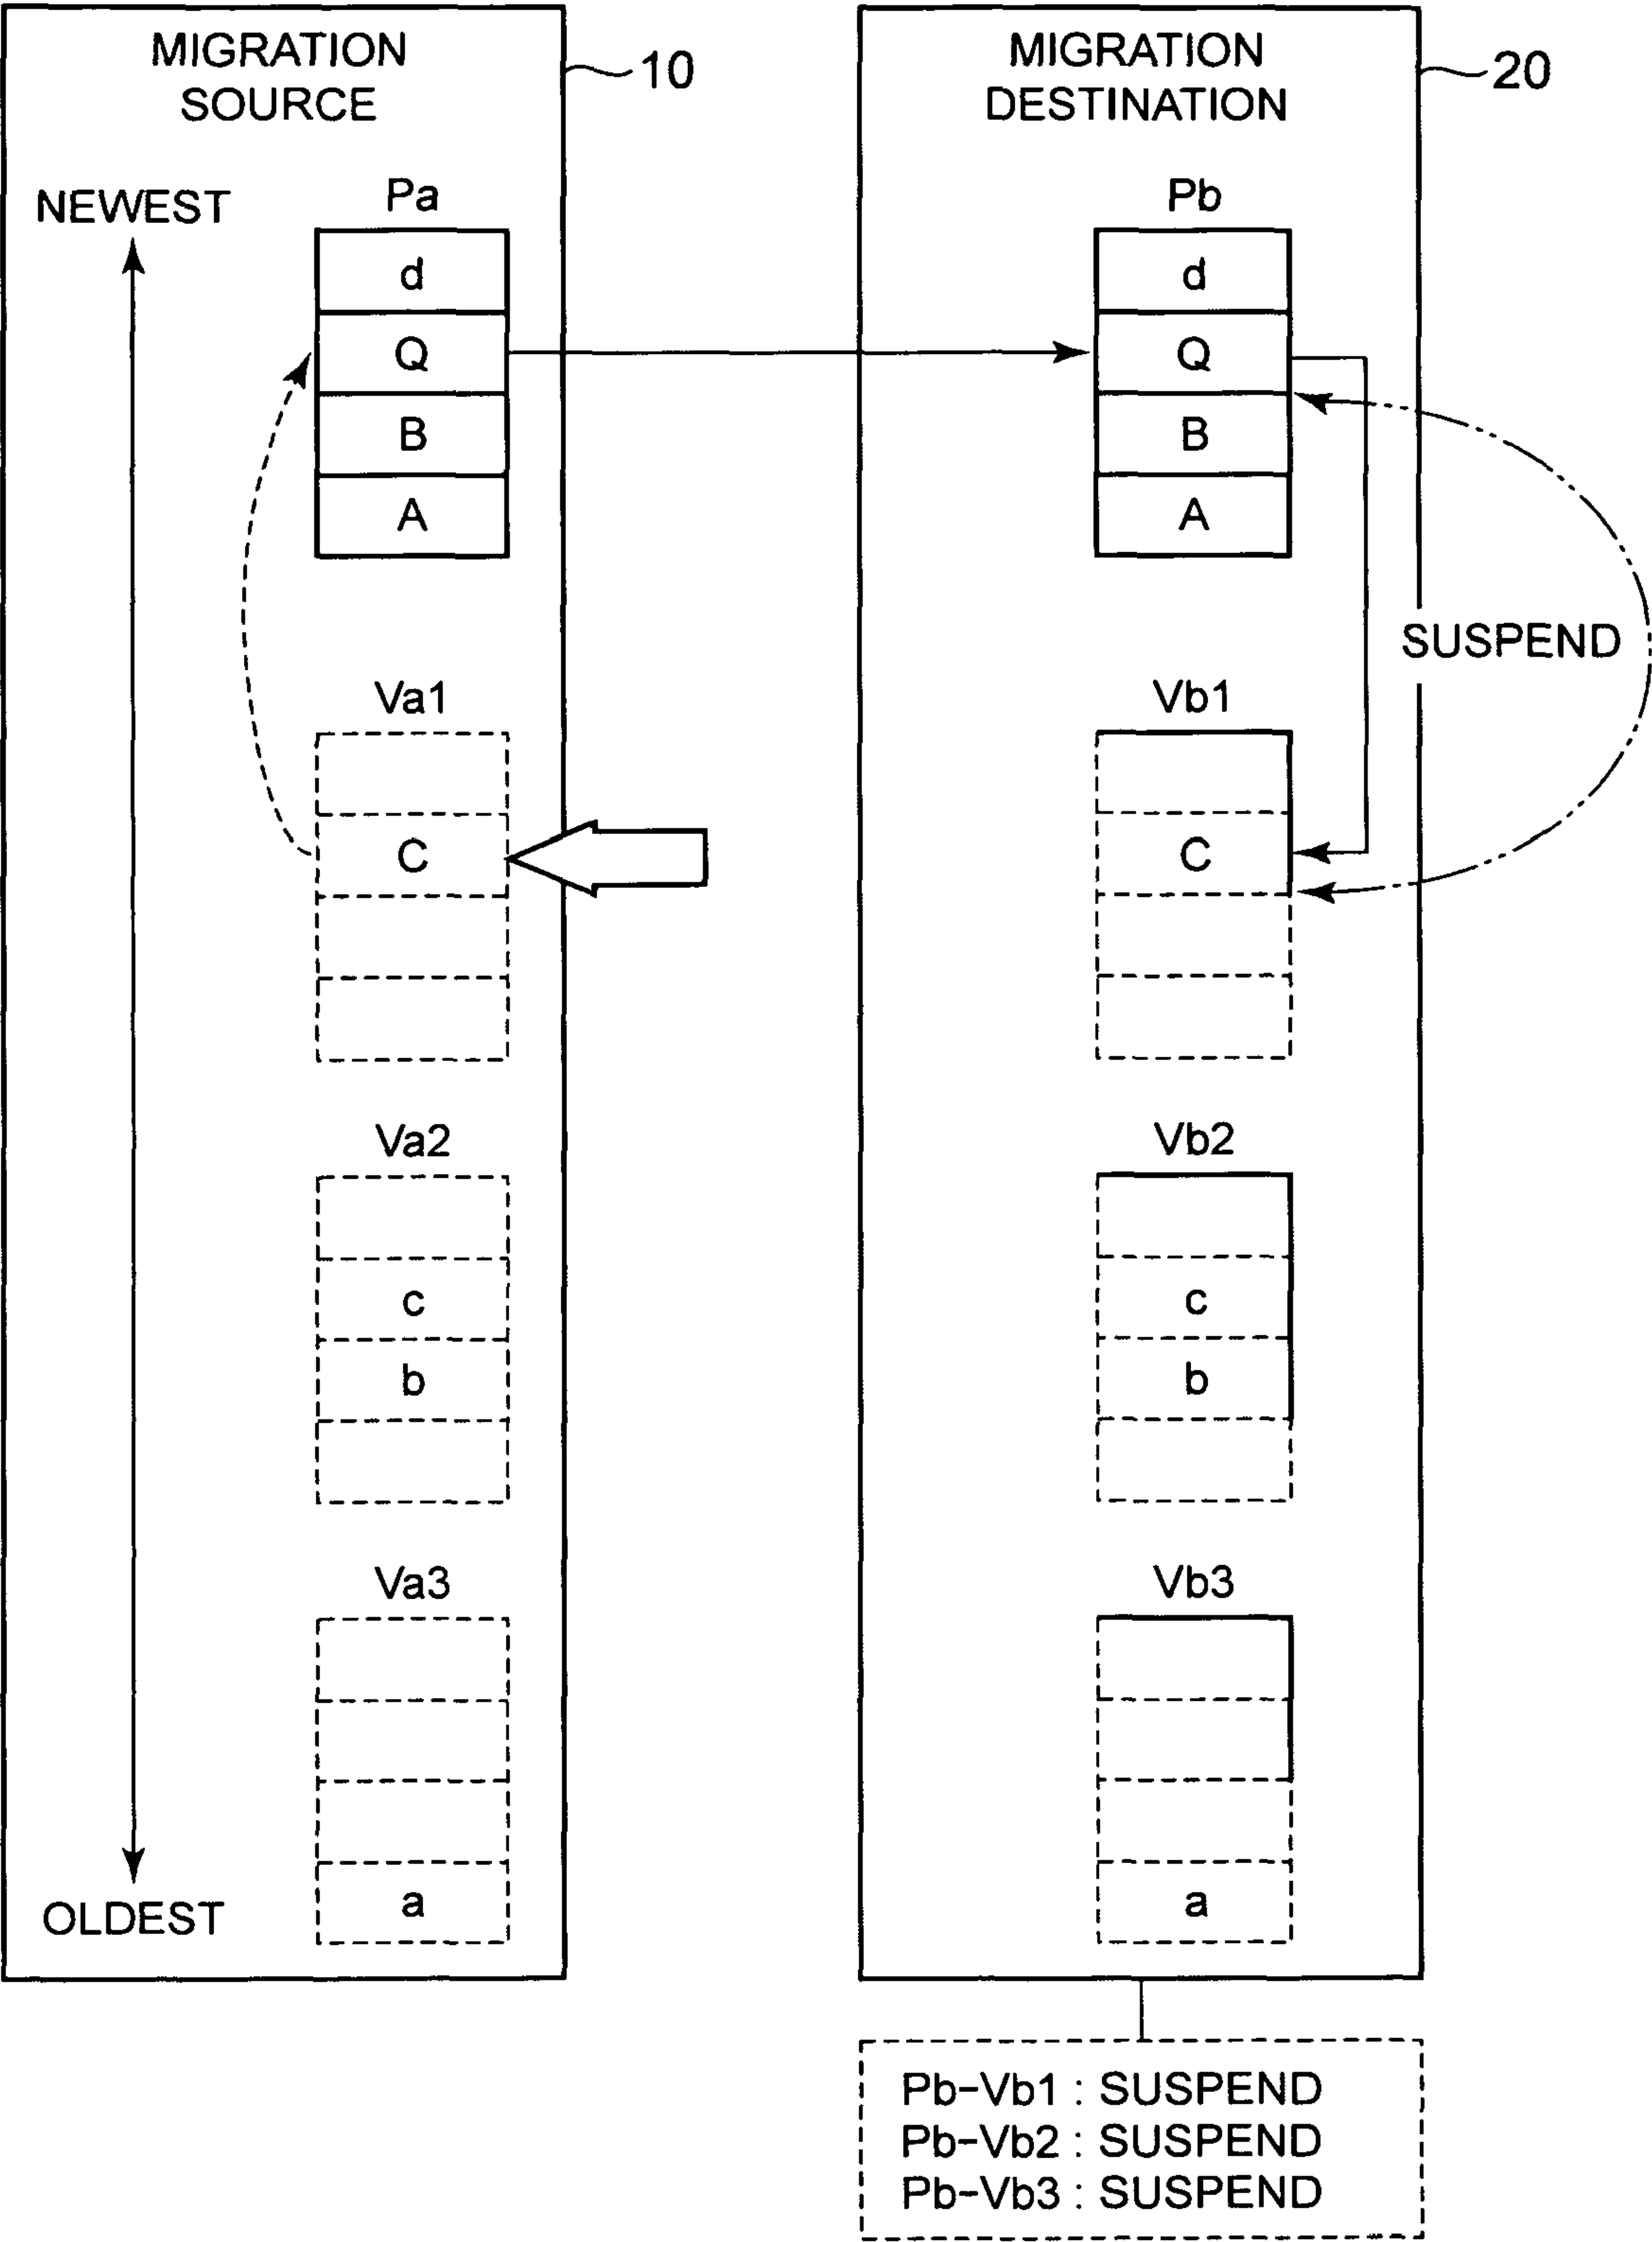 MIGRATION
SOURCE
10
NEWEST
Pa
d
Q
B
A
Va1
C
Va2
c
b
Va3
a
OLDEST
MIGRATION
DESTINATION
20
Pb
d
Q
B
A
SUSPEND
Vb1
C
Vb2
c
b
Vb3
a
Pb-Vb1 : SUSPEND
Pb-Vb2 : SUSPEND
Pb-Vb3 : SUSPEND